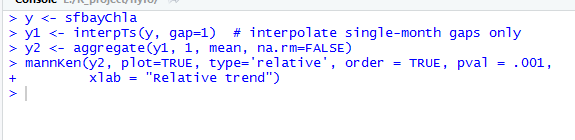 Console E:/R_project/hyfo/
> y <- sfbayChla
> y1 <- interpTs(y, gap=1)  # interpolate single-month gaps only
> y2 <- aggregate(y1, 1, mean, na.rm=FALSE)
> mannKen(y2, plot=TRUE, type='relative', order = TRUE, pval = .001,
+         xlab = "Relative trend")
>